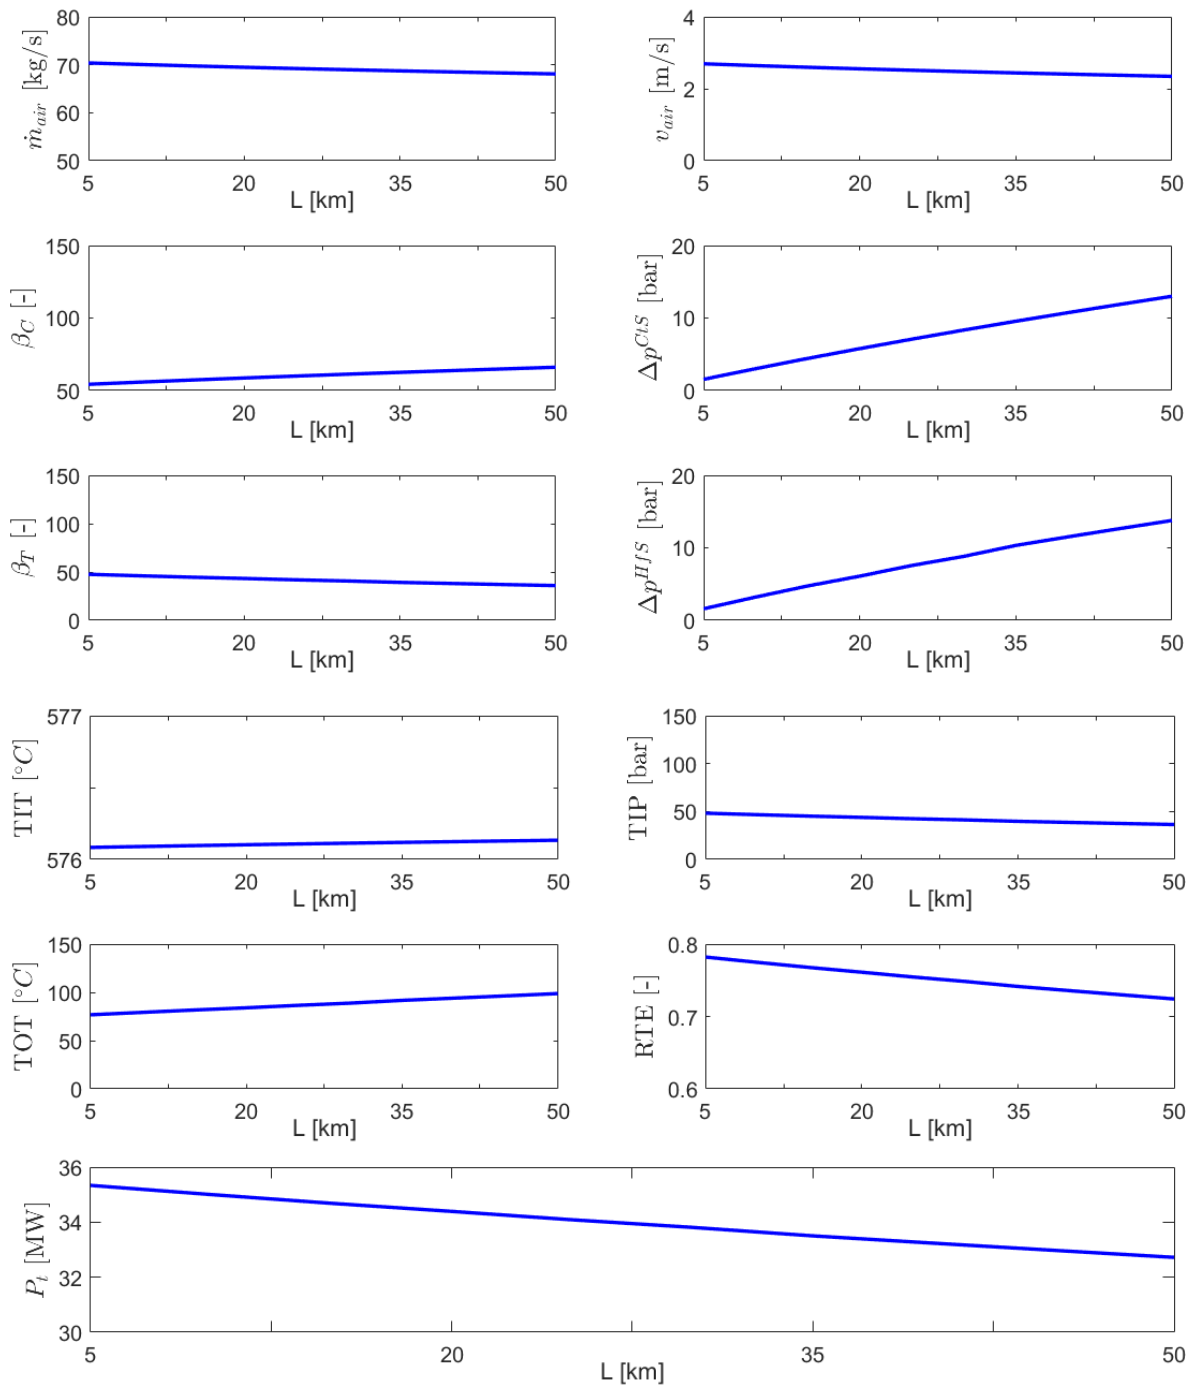 80
70
60
50
ṁ_air [kg/s]
5 20 35 50
L [km]
4
2
0
v_air [m/s]
5 20 35 50
L [km]
150
100
50
β_C [-]
5 20 35 50
L [km]
20
10
0
Δp^CtS [bar]
5 20 35 50
L [km]
150
100
50
0
β_T [-]
5 20 35 50
L [km]
20
10
0
Δp^HfS [bar]
5 20 35 50
L [km]
577
576
TIT [°C]
5 20 35 50
L [km]
150
100
50
0
TIP [bar]
5 20 35 50
L [km]
150
100
50
0
TOT [°C]
5 20 35 50
L [km]
0.8
0.7
0.6
RTE [-]
5 20 35 50
L [km]
36
34
32
30
P_t [MW]
5 20 35 50
L [km]